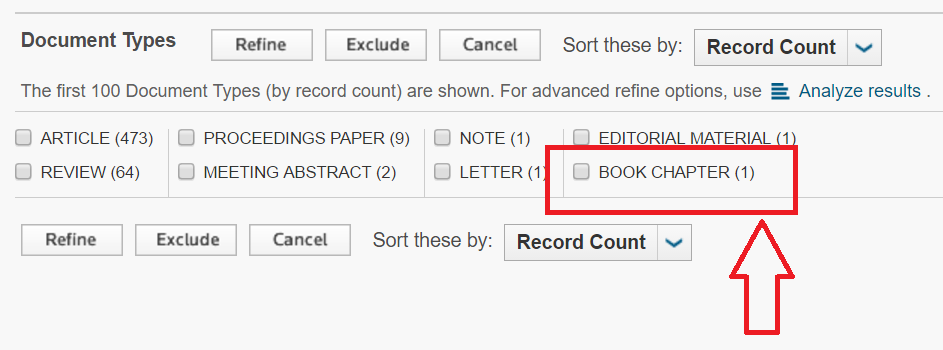 Document Types Refine Exclude Cancel Sort these by: Record Count
The first 100 Document Types (by record count) are shown. For advanced refine options, use Analyze results .
ARTICLE (473) PROCEEDINGS PAPER (9) NOTE (1) EDITORIAL MATERIAL (1)
REVIEW (64) MEETING ABSTRACT (2) LETTER (1) BOOK CHAPTER (1)
Refine Exclude Cancel Sort these by: Record Count